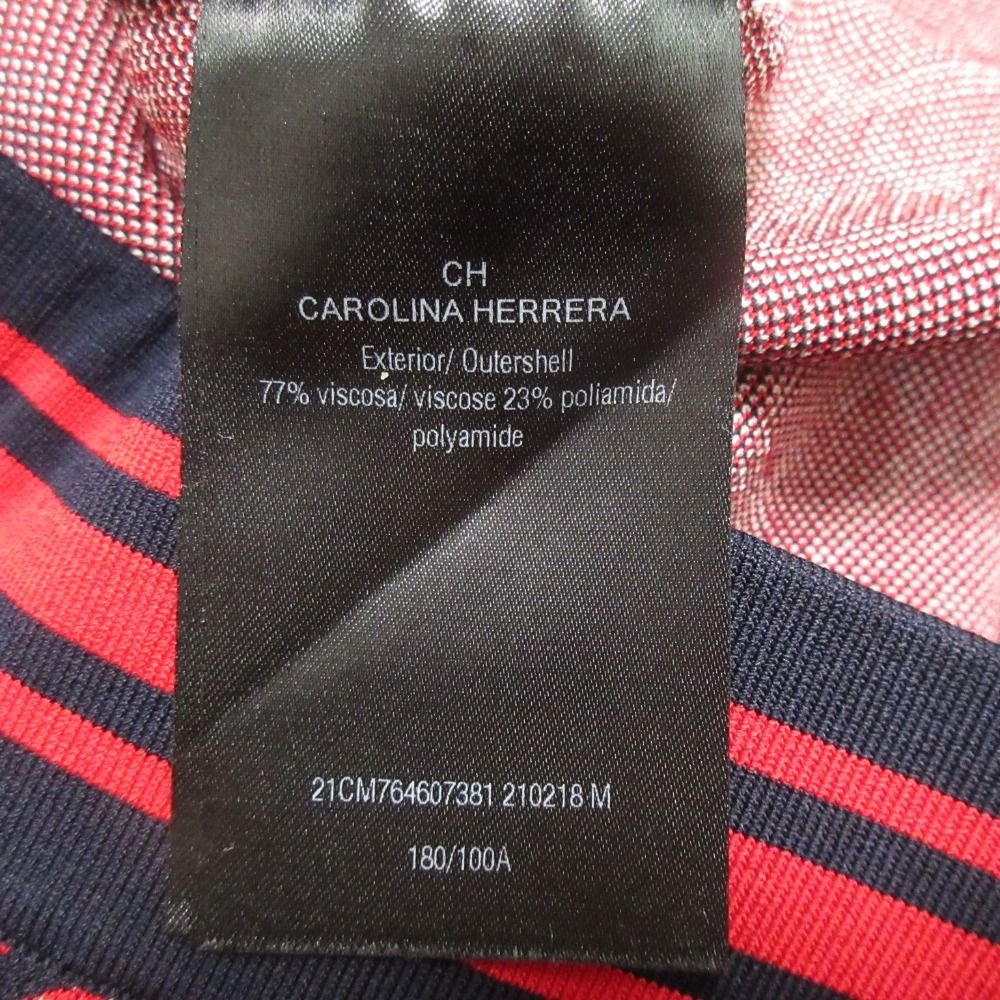 CH
CAROLINA HERRERA
Exterior/ Outershell
77% viscosa/ viscose 23% poliamida/
polyamide
21CM764607381 210218 M
180/100A